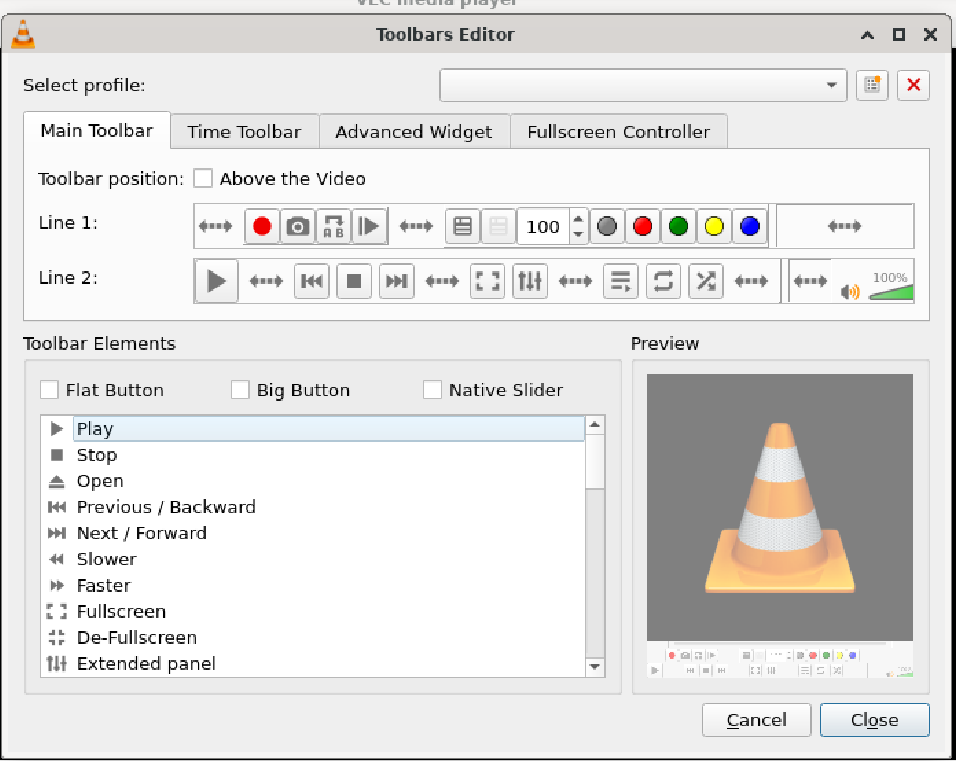 VLC media player
Toolbars Editor
Select profile:
Main Toolbar Time Toolbar Advanced Widget Fullscreen Controller
Toolbar position: Above the Video
Line 1: A B 100
Line 2: 100%
Toolbar Elements Preview
Flat Button Big Button Native Slider
Play
Stop
Open
Previous / Backward
Next / Forward
Slower
Faster
Fullscreen
De-Fullscreen
Extended panel
Cancel Close